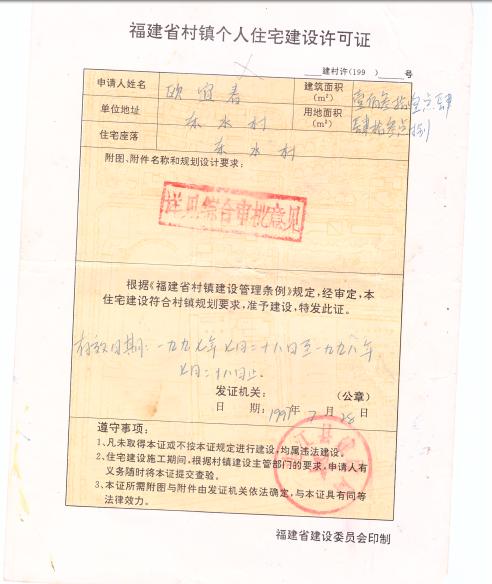 福建省村镇个人住宅建设许可证
建村许(199 ) 号
申请人姓名 欧宜春 建筑面积(m²) 壹佰叁拾壹点肆
单位地址 东水村 用地面积(m²) 肆拾叁点捌
住宅座落 东水村
附图、附件名称和规划设计要求:
详见综合审批意见
根据《福建省村镇建设管理条例》规定,经审定,本
住宅建设符合村镇规划要求,准予建设,特发此证。
有效日期:一九九七年七月二十八日至一九九八年
七月二十八日止.
发证机关: (公章)
日 期:1997年7月28日
遵守事项:
1、凡未取得本证或不按本证规定进行建设,均属违法建设。
2、住宅建设施工期间,根据村镇建设主管部门的要求,申请人有
义务随时将本证提交查验。
3、本证所需附图与附件由发证机关依法确定,与本证具有同等
法律效力。
福建省建设委员会印制